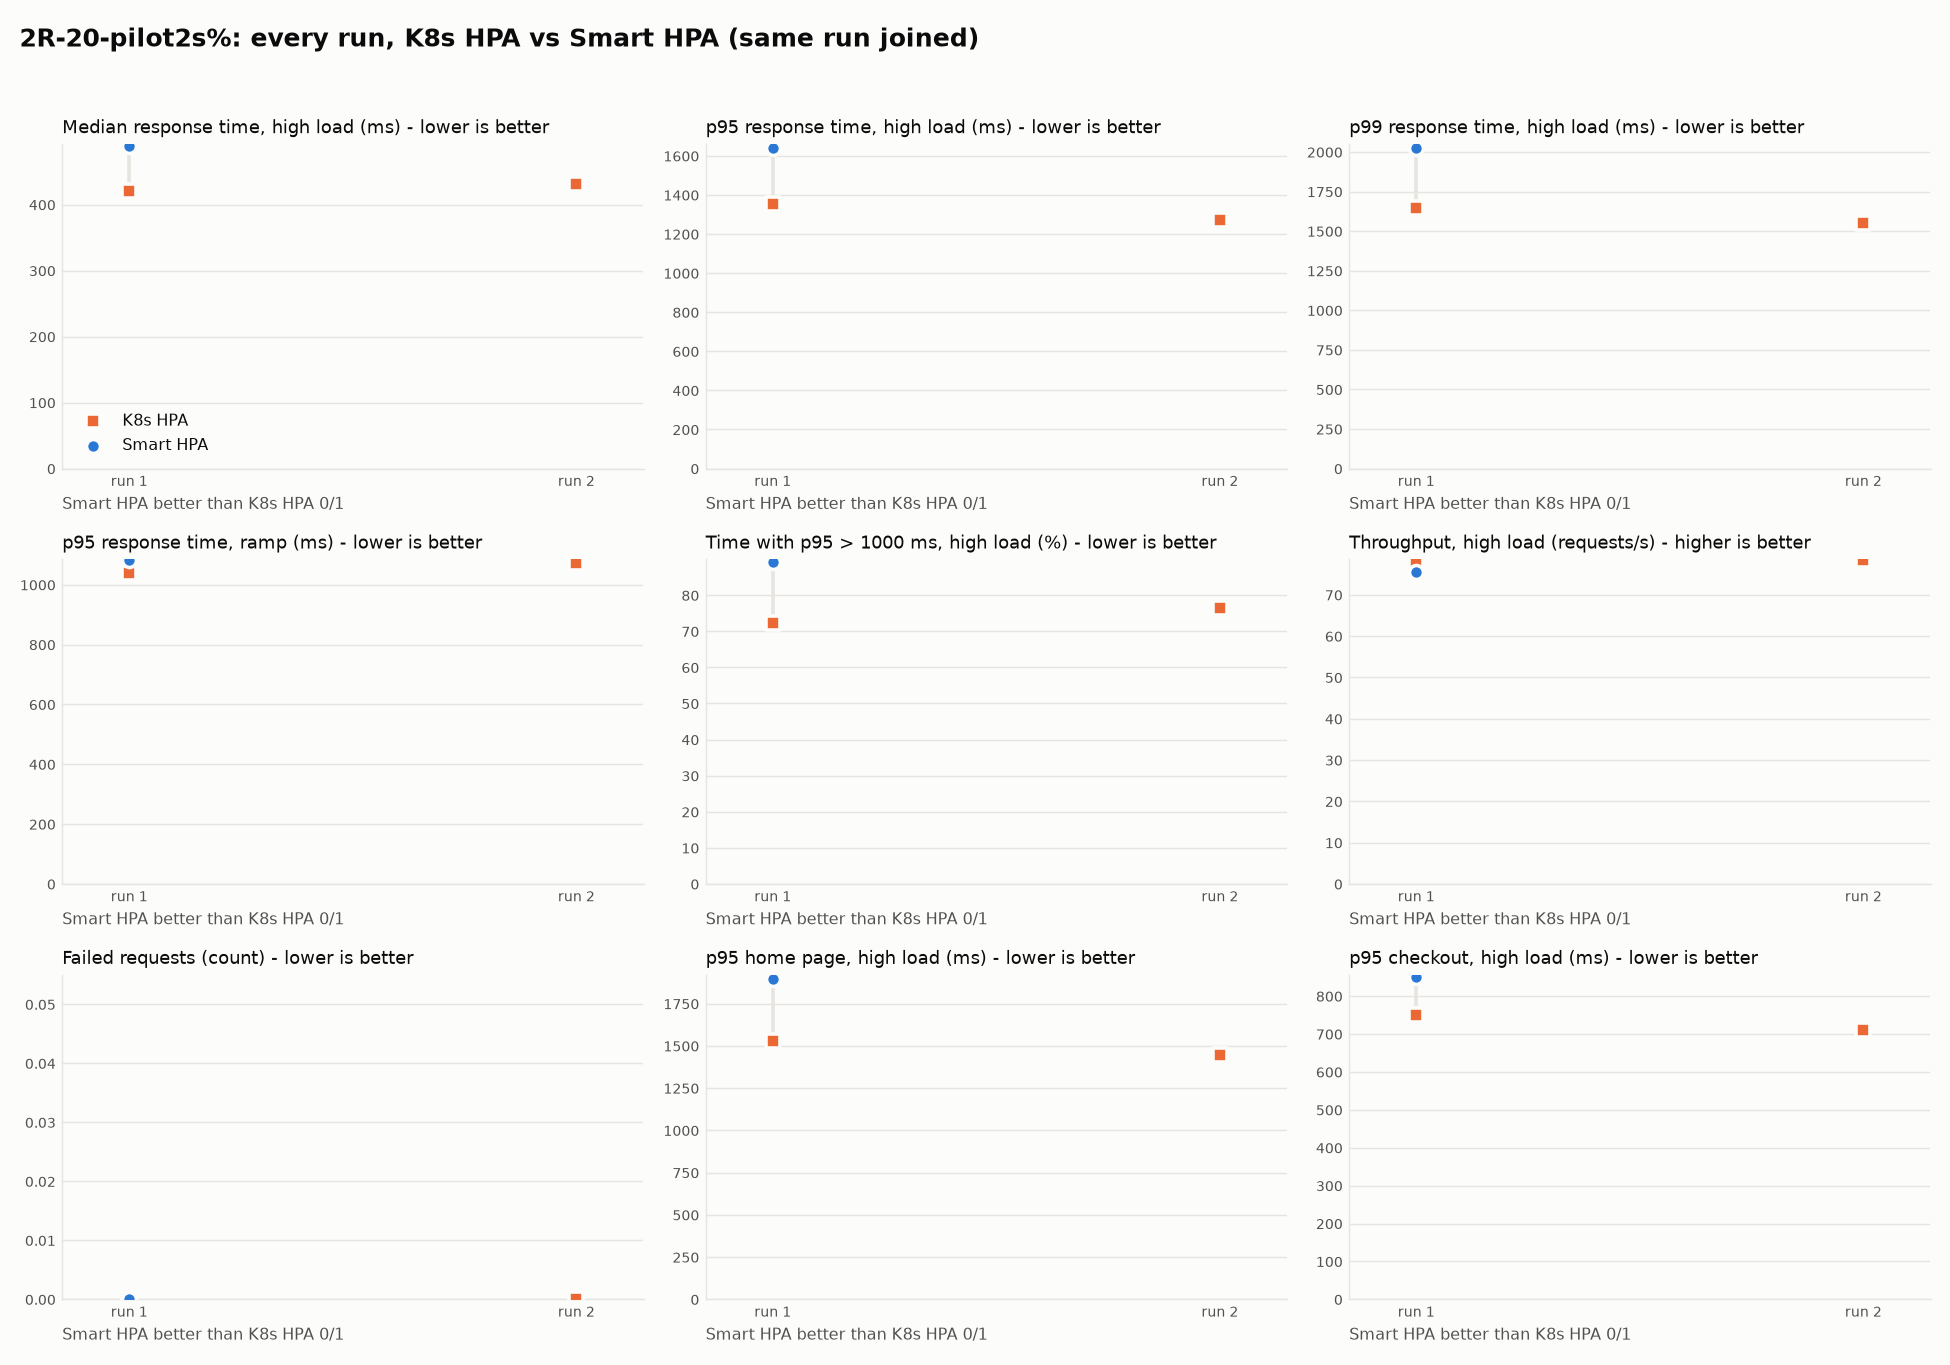 2R-20-pilot2s%: every run, K8s HPA vs Smart HPA (same run joined)
Median response time, high load (ms) - lower is better
400
300
200
100
0
K8s HPA
Smart HPA
run 1
run 2
Smart HPA better than K8s HPA 0/1
p95 response time, high load (ms) - lower is better
1600
1400
1200
1000
800
600
400
200
0
run 1
run 2
Smart HPA better than K8s HPA 0/1
p99 response time, high load (ms) - lower is better
2000
1750
1500
1250
1000
750
500
250
0
run 1
run 2
Smart HPA better than K8s HPA 0/1
p95 response time, ramp (ms) - lower is better
1000
800
600
400
200
0
run 1
run 2
Smart HPA better than K8s HPA 0/1
Time with p95 > 1000 ms, high load (%) - lower is better
80
70
60
50
40
30
20
10
0
run 1
run 2
Smart HPA better than K8s HPA 0/1
Throughput, high load (requests/s) - higher is better
70
60
50
40
30
20
10
0
run 1
run 2
Smart HPA better than K8s HPA 0/1
Failed requests (count) - lower is better
0.05
0.04
0.03
0.02
0.01
0.00
run 1
run 2
Smart HPA better than K8s HPA 0/1
p95 home page, high load (ms) - lower is better
1750
1500
1250
1000
750
500
250
0
run 1
run 2
Smart HPA better than K8s HPA 0/1
p95 checkout, high load (ms) - lower is better
800
700
600
500
400
300
200
100
0
run 1
run 2
Smart HPA better than K8s HPA 0/1